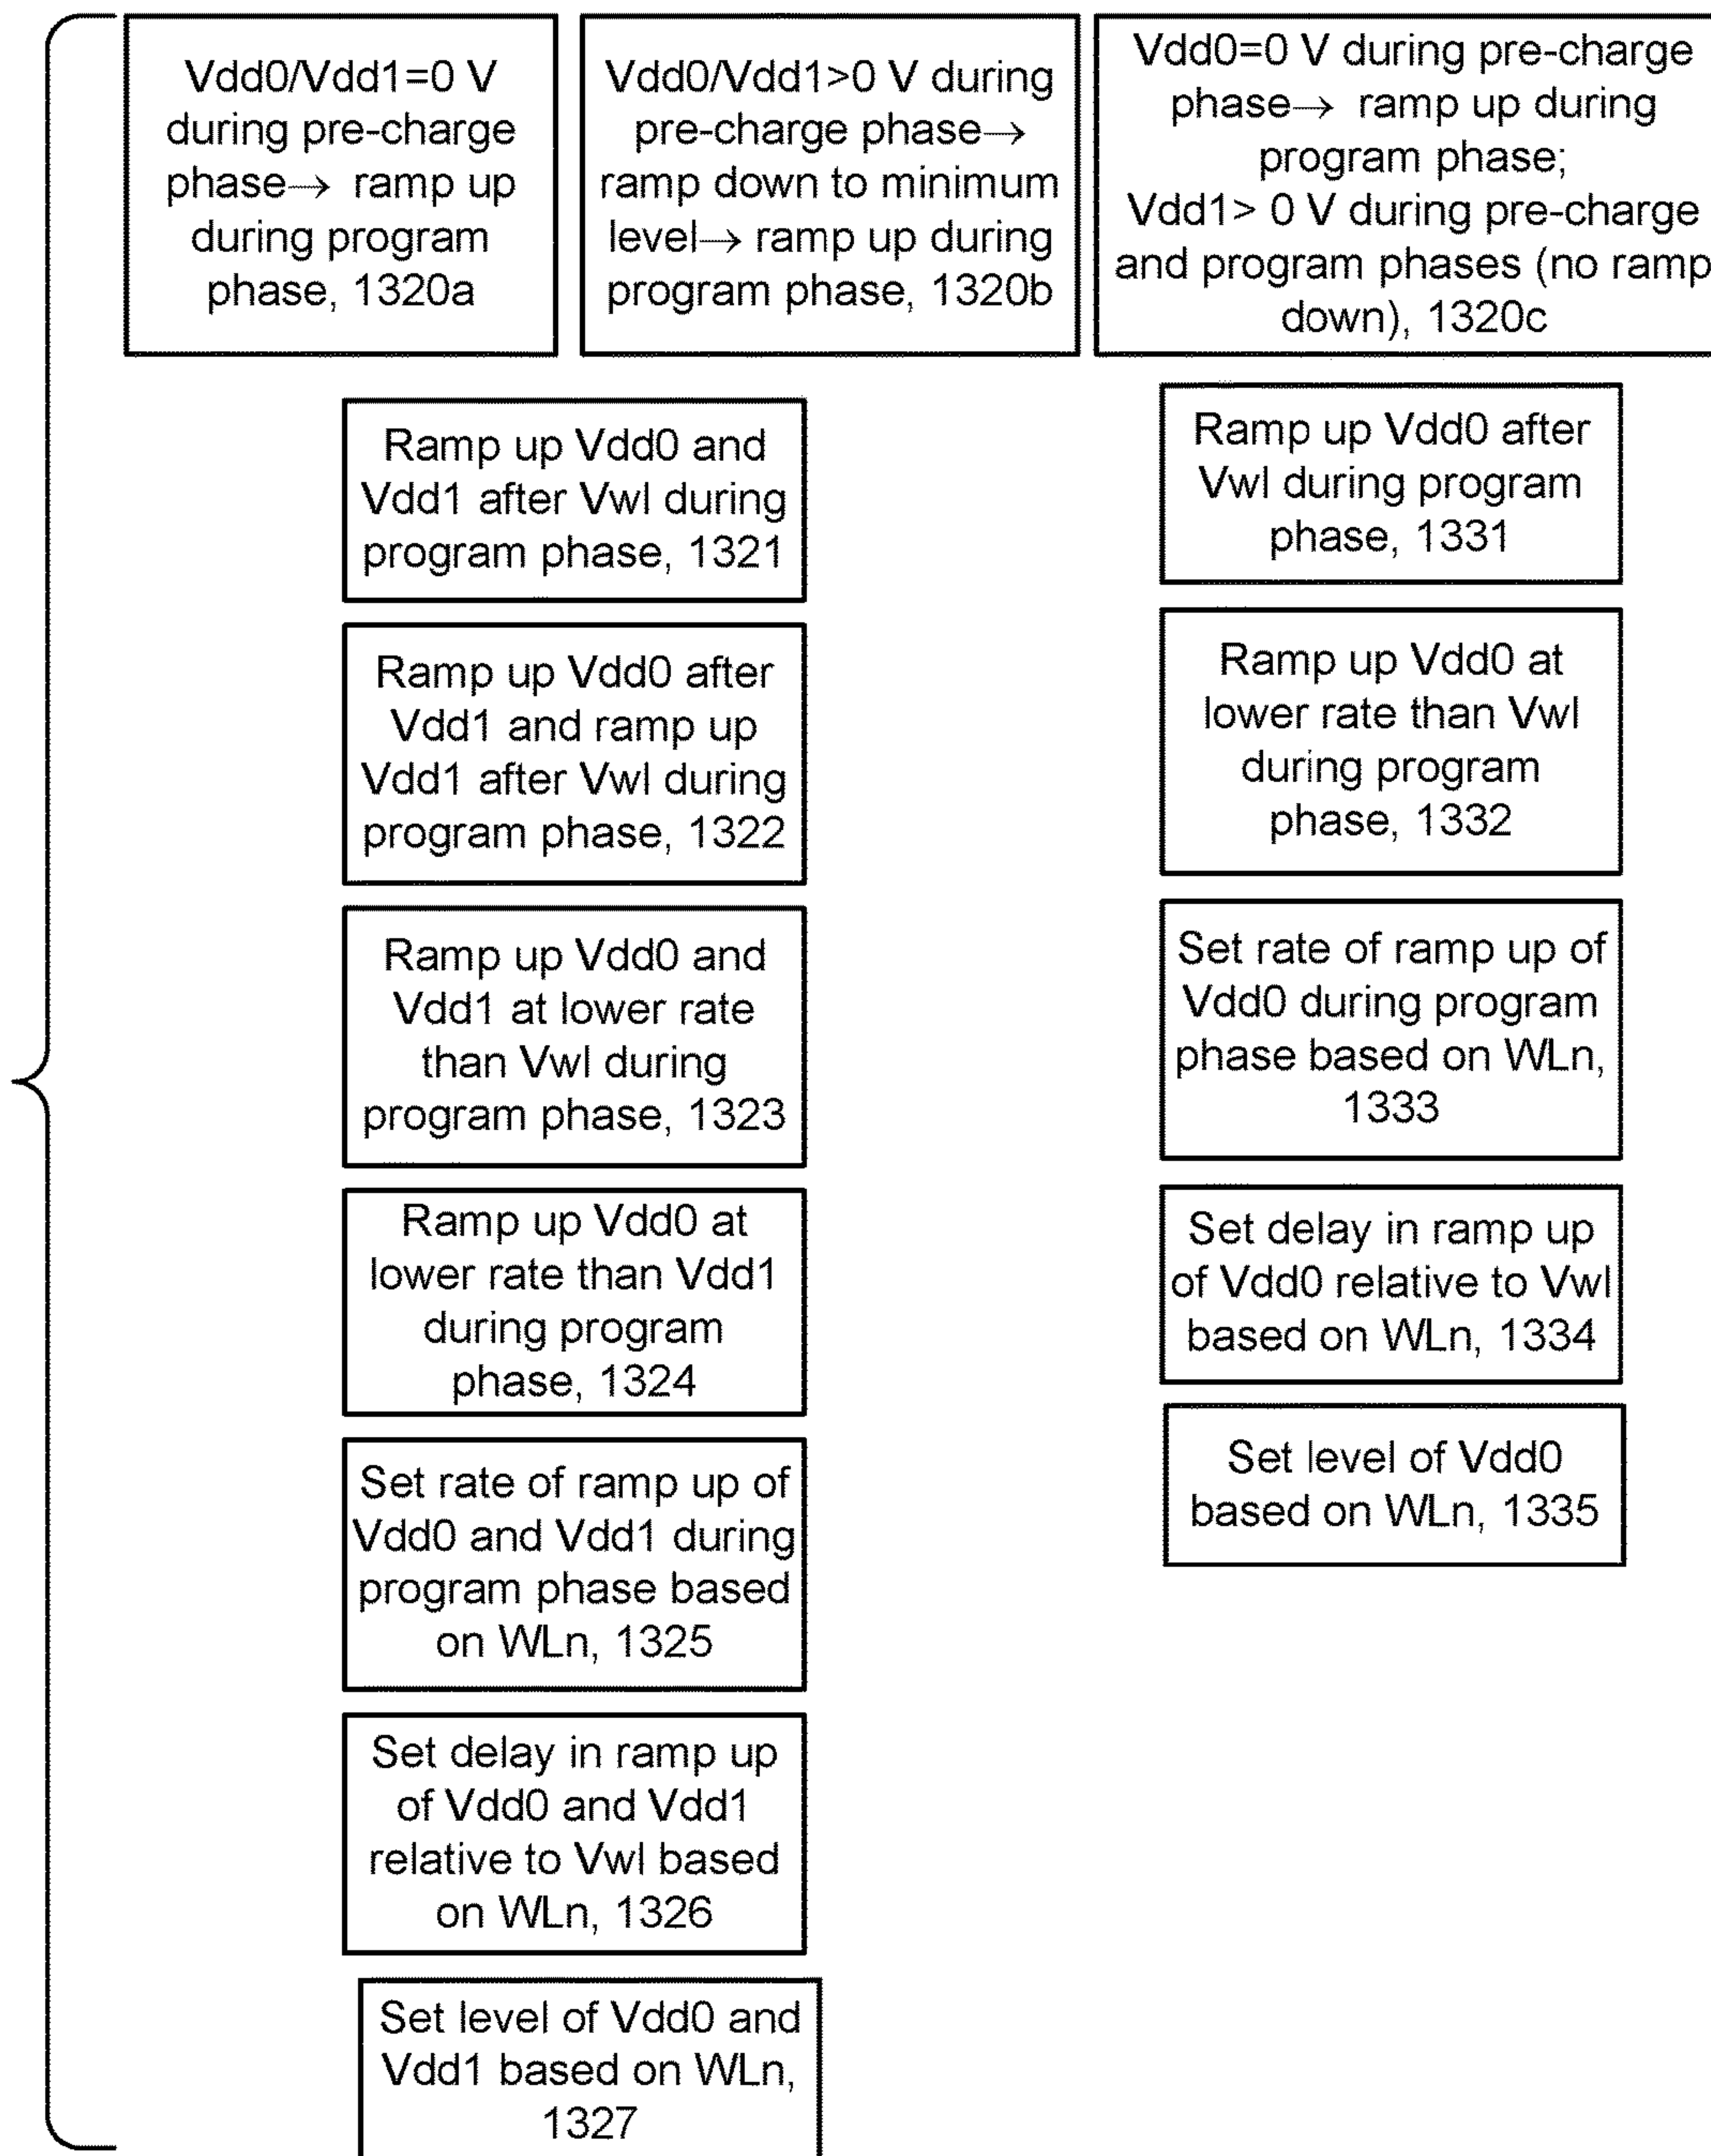 Vdd0/Vdd1=0 V
during pre-charge
phase→ ramp up
during program
phase, 1320a
Vdd0/Vdd1>0 V during
pre-charge phase→
ramp down to minimum
level→ ramp up during
program phase, 1320b
Vdd0=0 V during pre-charge
phase→ ramp up during
program phase;
Vdd1> 0 V during pre-charge
and program phases (no ramp
down), 1320c
Ramp up Vdd0 and
Vdd1 after Vwl during
program phase, 1321
Ramp up Vdd0 after
Vdd1 and ramp up
Vdd1 after Vwl during
program phase, 1322
Ramp up Vdd0 and
Vdd1 at lower rate
than Vwl during
program phase, 1323
Ramp up Vdd0 at
lower rate than Vdd1
during program
phase, 1324
Set rate of ramp up of
Vdd0 and Vdd1 during
program phase based
on WLn, 1325
Set delay in ramp up
of Vdd0 and Vdd1
relative to Vwl based
on WLn, 1326
Set level of Vdd0 and
Vdd1 based on WLn,
1327
Ramp up Vdd0 after
Vwl during program
phase, 1331
Ramp up Vdd0 at
lower rate than Vwl
during program
phase, 1332
Set rate of ramp up of
Vdd0 during program
phase based on WLn,
1333
Set delay in ramp up
of Vdd0 relative to Vwl
based on WLn, 1334
Set level of Vdd0
based on WLn, 1335